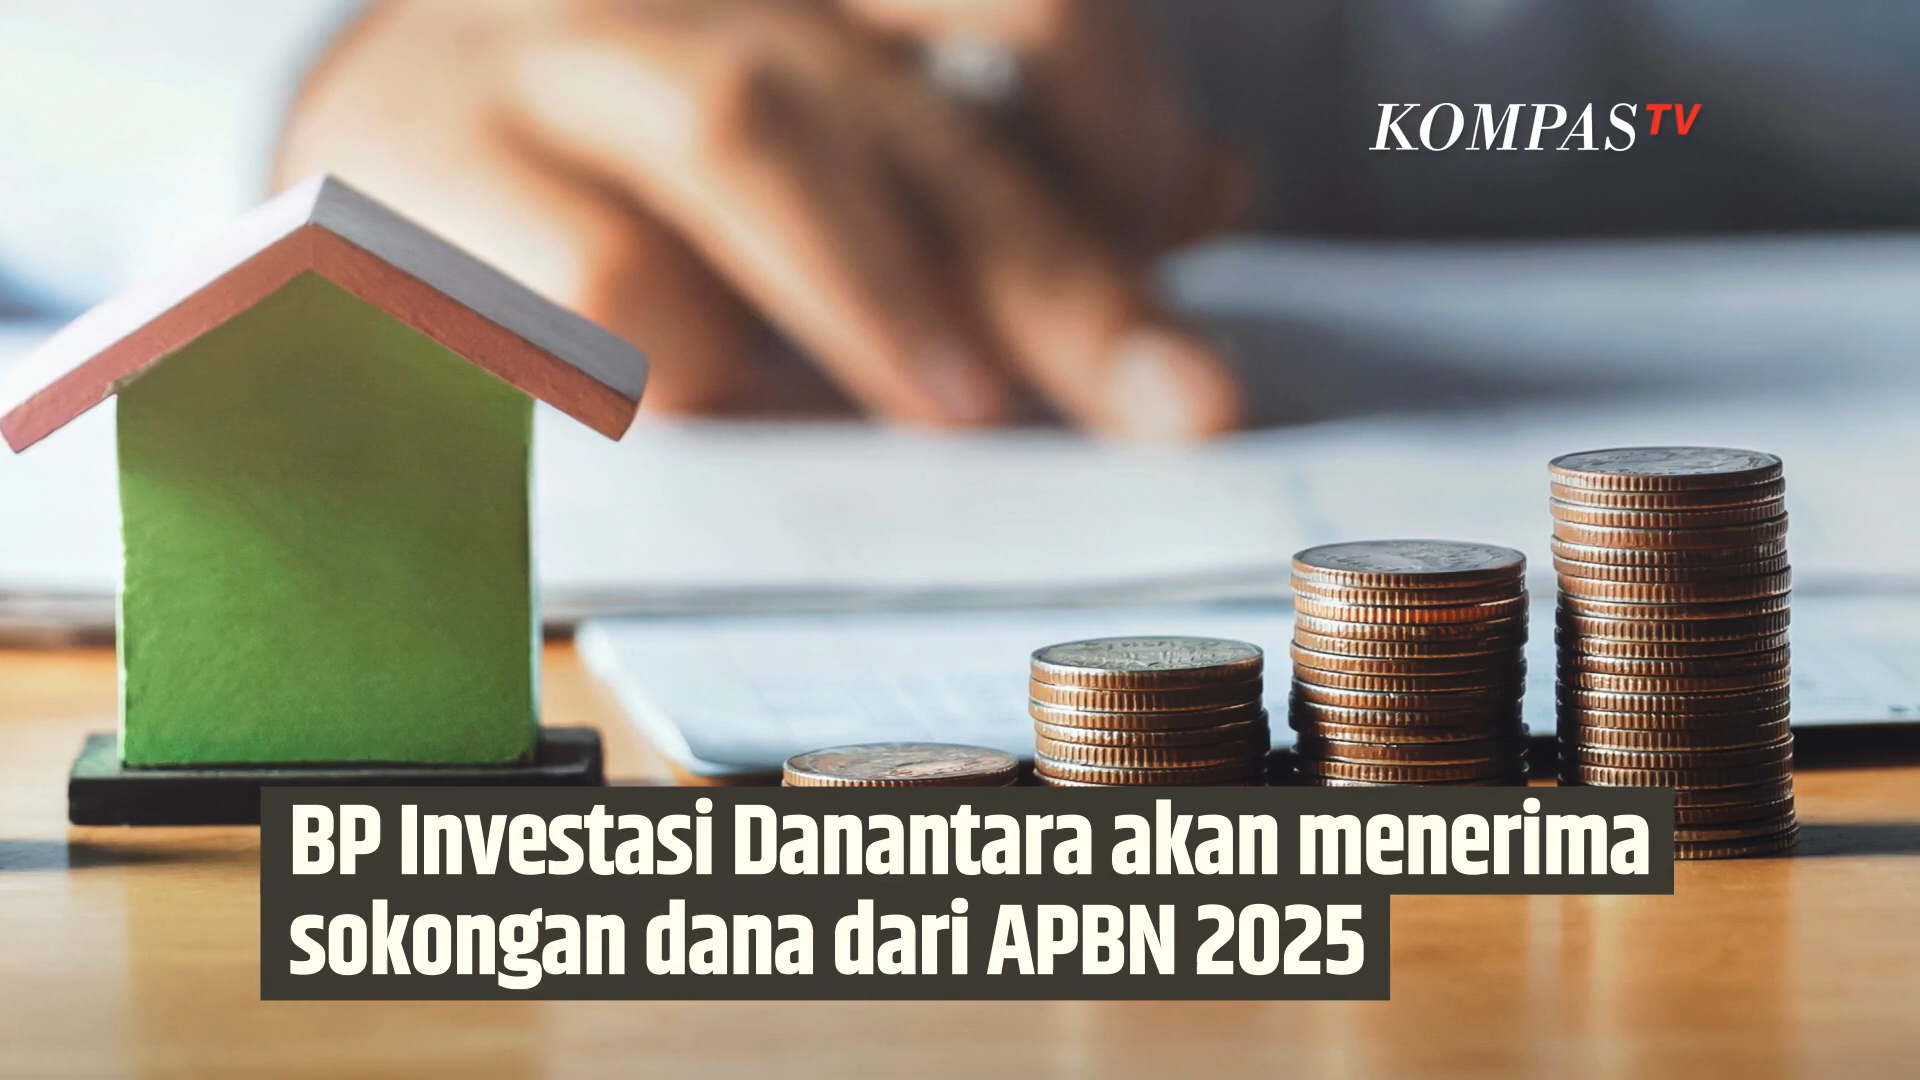 KOMPASTV
BP Investasi Danantara akan menerima
sokongan dana dari APBN 2025